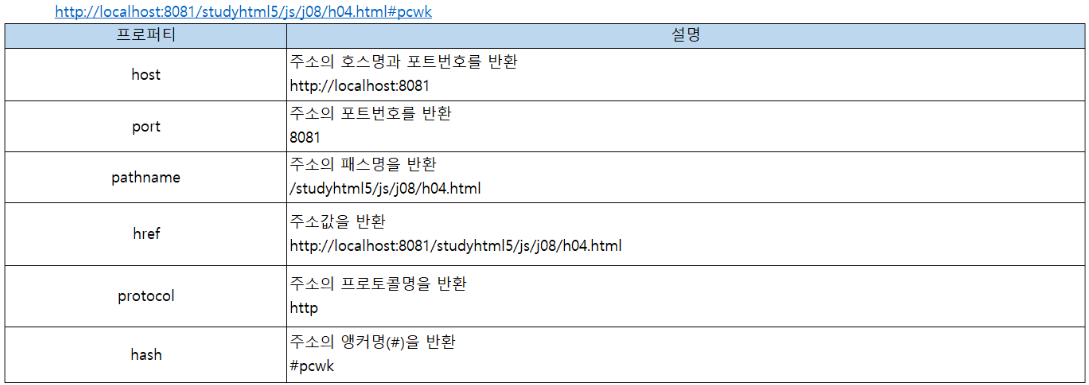 http://localhost:8081/studyhtml5/js/j08/h04.html#pcwk
프로퍼티 설명
host
주소의 호스명과 포트번호를 반환
http://localhost:8081
port
주소의 포트번호를 반환
8081
pathname
주소의 패스명을 반환
/studyhtml5/js/j08/h04.html
href
주소값을 반환
http://localhost:8081/studyhtml5/js/j08/h04.html
protocol
주소의 프로토콜명을 반환
http
hash
주소의 앵커명(#)을 반환
#pcwk